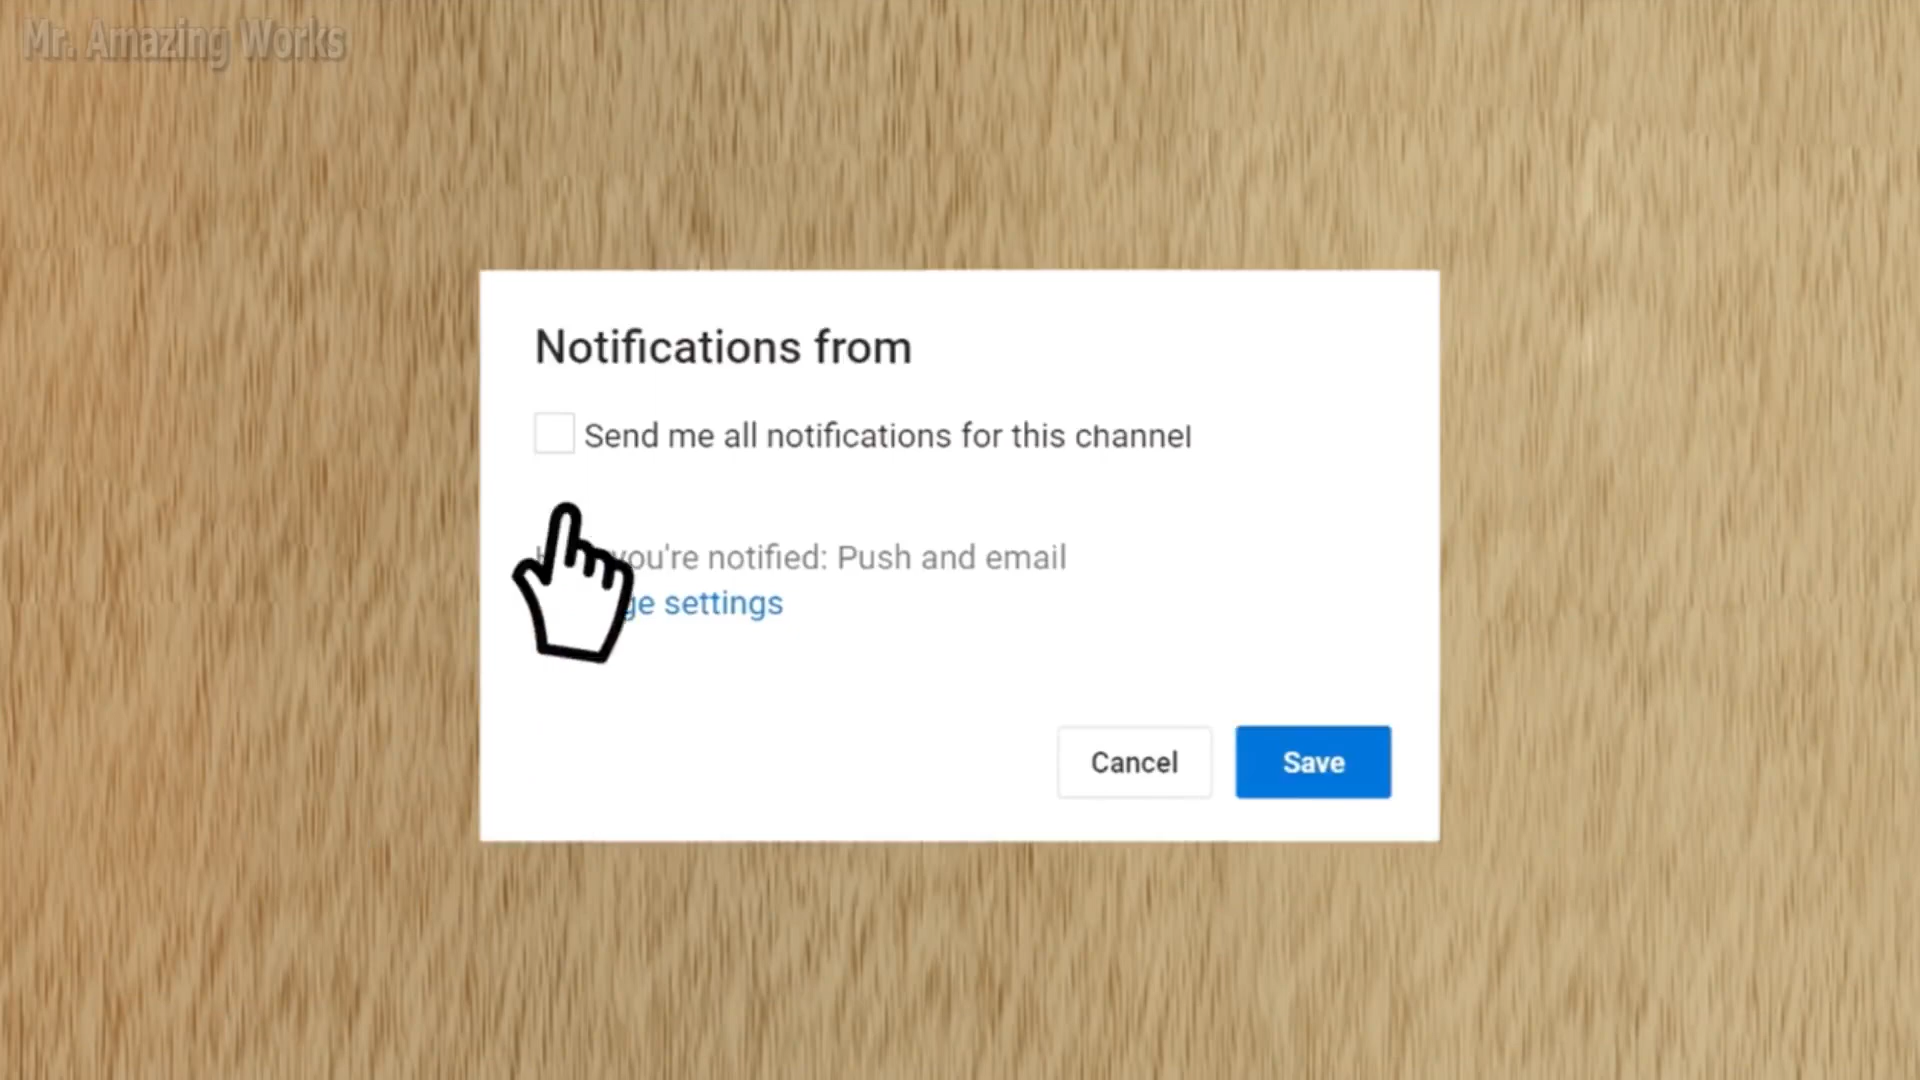 Mr. Amazing Works
Notifications from
Send me all notifications for this channel
you're notified: Push and email
settings
Cancel
Save